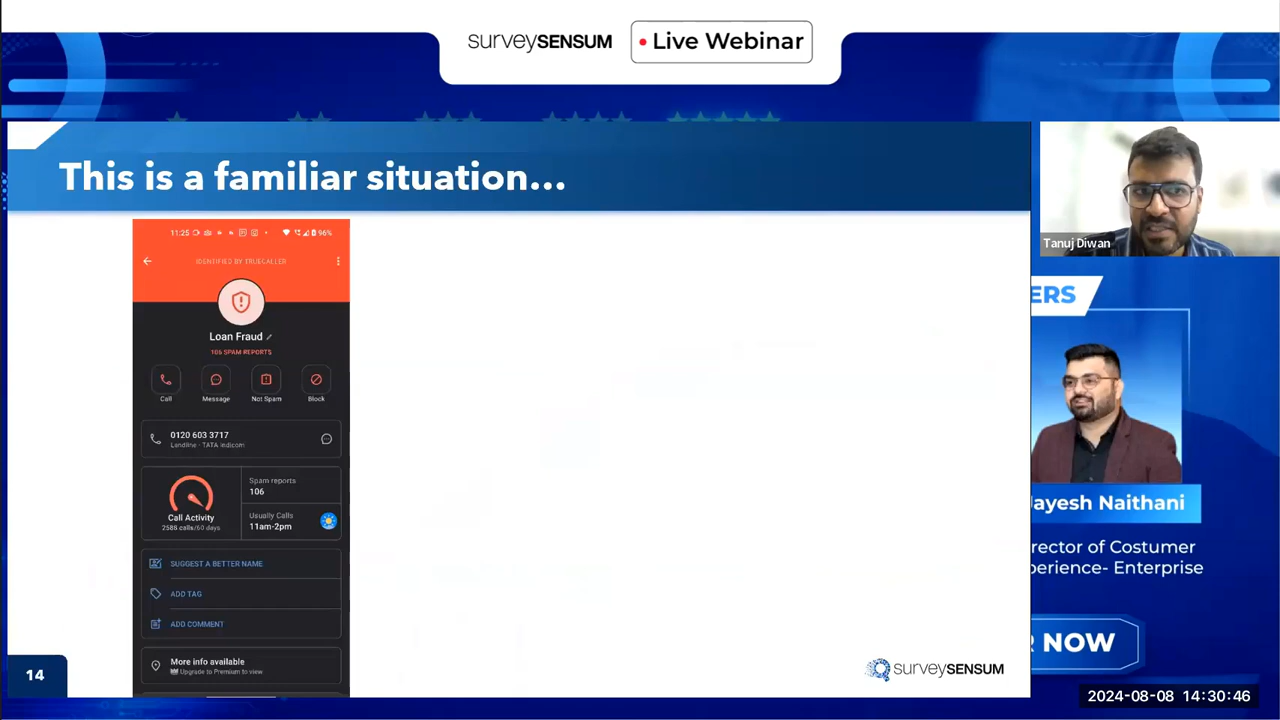 surveySENSUM
Live Webinar
This is a familiar situation...
Tanuj Diwan
11:25
96%
IDENTIFIED BY TRUECALLER
Loan Fraud
106 SPAM REPORTS
Call
Message
Not Spam
Block
0120 603 3717
Landline - TATA Indicom
Call Activity
2588 calls/60 days
Spam reports
106
Usually Calls
11am-2pm
SUGGEST A BETTER NAME
ADD TAG
ADD COMMENT
More info available
Upgrade to Premium to view
14
surveySENSUM
ERS
Jayesh Naithani
rector of Costumer
perience- Enterprise
R NOW
2024-08-08 14:30:46